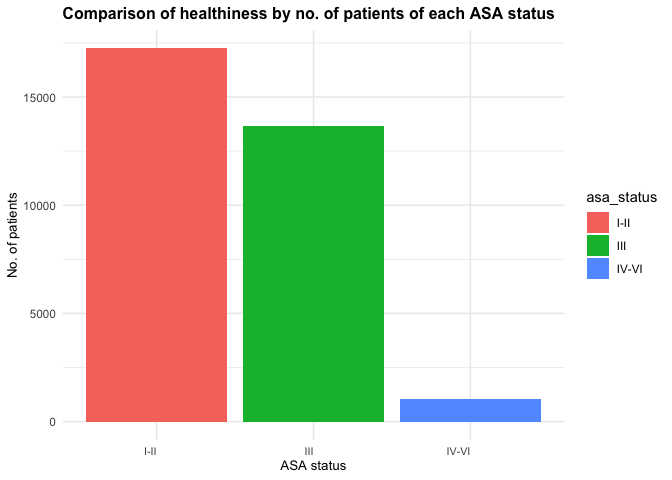 Comparison of healthiness by no. of patients of each ASA status
No. of patients
15000
10000
5000
0
I-II
III
IV-VI
ASA status
asa_status
I-II
III
IV-VI